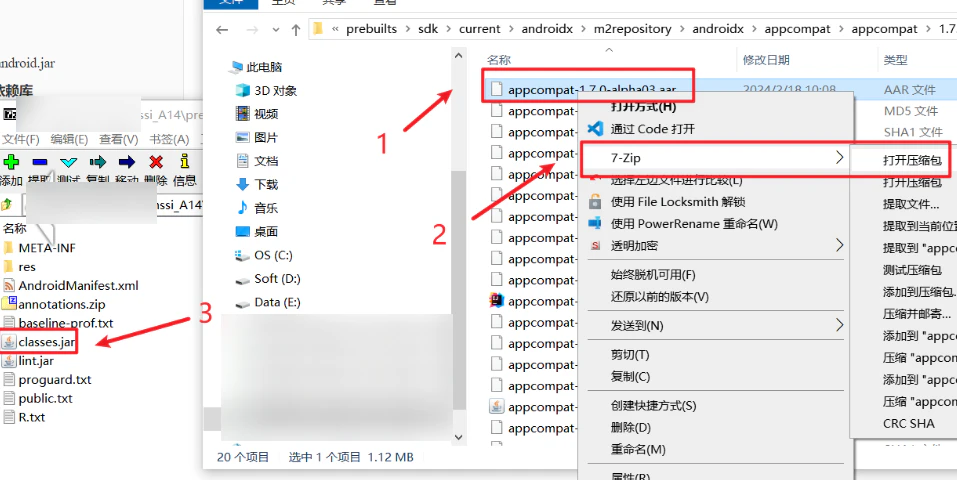 文件
主页
共享
查看
« prebuilts › sdk › current › androidx › m2repository › androidx › appcompat › appcompat › 1.7.
android.jar
依赖库
ssi_A14\pre
文件(F) 编辑(E) 查看(V) 书签(A)
添加 提取 测试 复制 移动 删除 信息
ssi_A14\
名称
META-INF
res
AndroidManifest.xml
annotations.zip
baseline-prof.txt
classes.jar
lint.jar
proguard.txt
public.txt
R.txt
3
此电脑
3D 对象
视频
图片
文档
下载
音乐
桌面
OS (C:)
Soft (D:)
Data (E:)
1
2
名称 修改日期 类型
appcompat-1.7.0-alpha03.aar 2024/2/18 10:08 AAR 文件
appcompat- MD5 文件
appcompat- SHA1 文件
appcompat-
appcompat-
appcompat-
appcompat-
appcompat-
appcompat-
appcompat-
appcompat-
appcompat-
appcompat-
appcompat-
appcompat-
appcompat-
appcompat-
打开方式(H)
通过 Code 打开
7-Zip
选择左边文件进行比较(L)
使用 File Locksmith 解锁
使用 PowerRename 重命名(W)
透明加密
始终脱机可用(F)
还原以前的版本(V)
发送到(N)
剪切(T)
复制(C)
创建快捷方式(S)
删除(D)
重命名(M)
属性(R)
打开压缩包
打开压缩包
提取文件...
提取到当前位置
提取到 "appco
测试压缩包
添加到压缩包.
压缩并邮寄...
添加到 "appco
压缩 "appcom
添加到 "appco
压缩 "appcom
CRC SHA
20 个项目 选中 1 个项目 1.12 MB